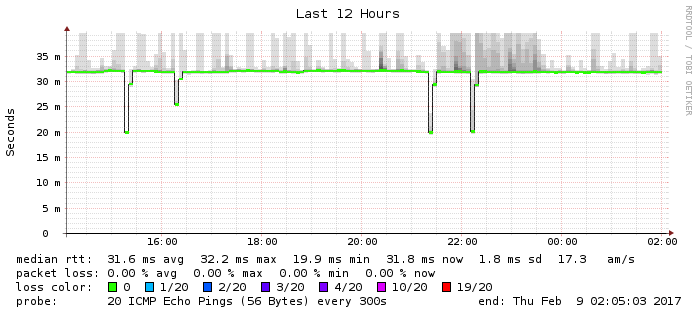 Last 12 Hours
RRDTOOL / TOBI OETIKER
Seconds
35 m
30 m
25 m
20 m
15 m
10 m
5 m
0
16:00 18:00 20:00 22:00 00:00 02:00
median rtt: 31.6 ms avg 32.2 ms max 19.9 ms min 31.8 ms now 1.8 ms sd 17.3 am/s
packet loss: 0.00 % avg 0.00 % max 0.00 % min 0.00 % now
loss color: 0 1/20 2/20 3/20 4/20 10/20 19/20
probe: 20 ICMP Echo Pings (56 Bytes) every 300s end: Thu Feb 9 02:05:03 2017